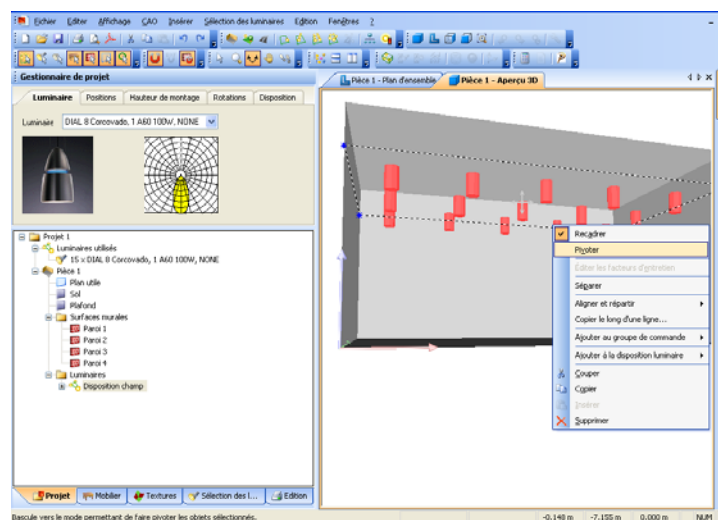 Fichier Editer Affichage CAO Insérer Sélection des luminaires Edition Fenêtres ?
Gestionnaire de projet
Luminaire Positions Hauteur de montage Rotations Disposition
Luminaire DIAL 8 Corcovado, 1 A60 100W, NONE
Projet 1
Luminaires utilisés
15 x DIAL 8 Corcovado, 1 A60 100W, NONE
Pièce 1
Plan utile
Sol
Plafond
Surfaces murales
Paroi 1
Paroi 2
Paroi 3
Paroi 4
Luminaires
Disposition champ
Projet Mobilier Textures Sélection des l... Edition
Pièce 1 - Plan d'ensemble Pièce 1 - Aperçu 3D
Recadrer
Pivoter
Editer les facteurs d'entretien
Séparer
Aligner et répartir
Copier le long d'une ligne...
Ajouter au groupe de commande
Ajouter à la disposition luminaire
Couper
Copier
Insérer
Supprimer
Bascule vers le mode permettant de faire pivoter les objets sélectionnés. -0.148 m -7.155 m 0.000 m NUM